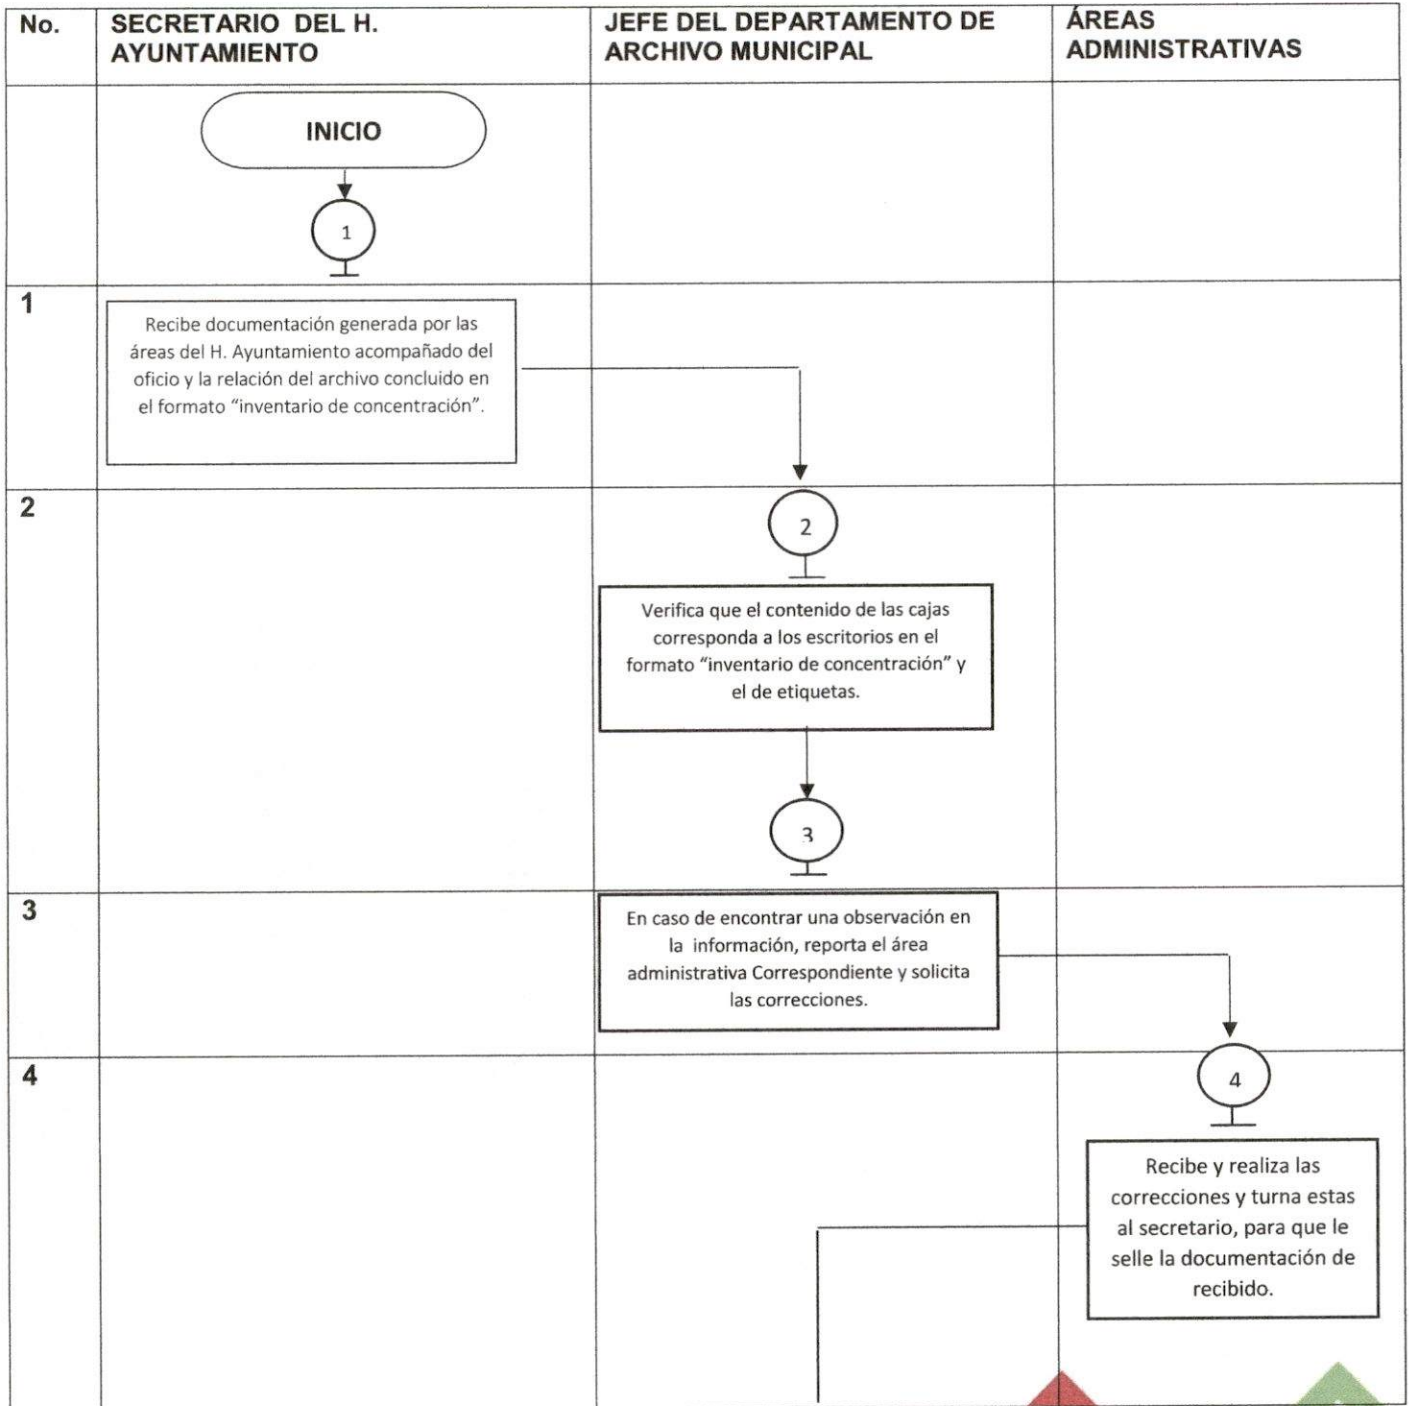 No.
SECRETARIO DEL H.
AYUNTAMIENTO
JEFE DEL DEPARTAMENTO DE
ARCHIVO MUNICIPAL
ÁREAS
ADMINISTRATIVAS
INICIO
1
1
Recibe documentación generada por las
áreas del H. Ayuntamiento acompañado del
oficio y la relación del archivo concluido en
el formato “inventario de concentración”.
2
2
Verifica que el contenido de las cajas
corresponda a los escritorios en el
formato “inventario de concentración” y
el de etiquetas.
3
3
En caso de encontrar una observación en
la información, reporta el área
administrativa Correspondiente y solicita
las correcciones.
4
4
Recibe y realiza las
correcciones y turna estas
al secretario, para que le
selle la documentación de
recibido.